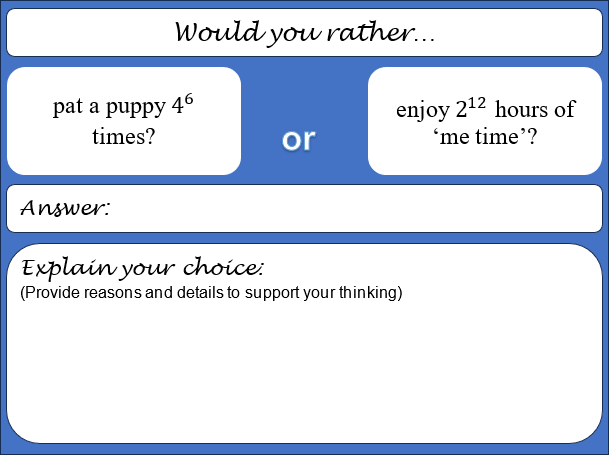 Would you rather...
pat a puppy 4⁶
times?
or
enjoy 2¹² hours of
‘me time’?
Answer:
Explain your choice:
(Provide reasons and details to support your thinking)